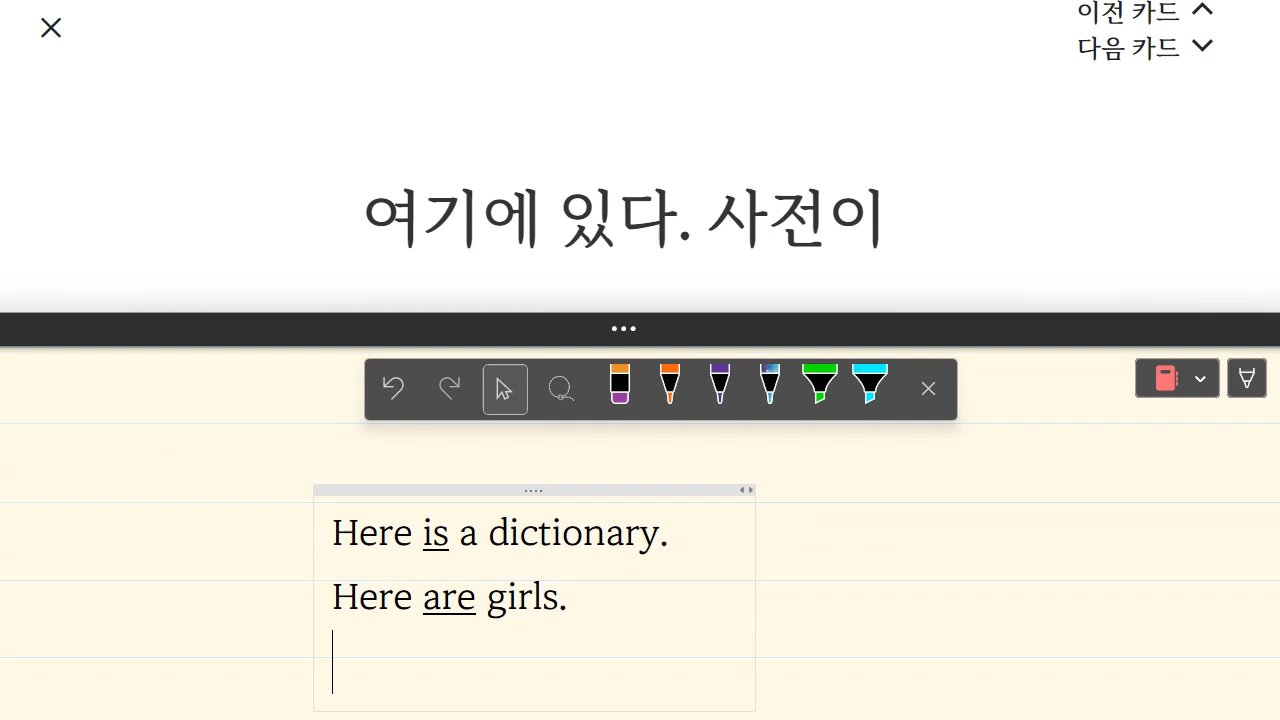 이전 카드
다음 카드
여기에 있다. 사전이
Here is a dictionary.
Here are girls.